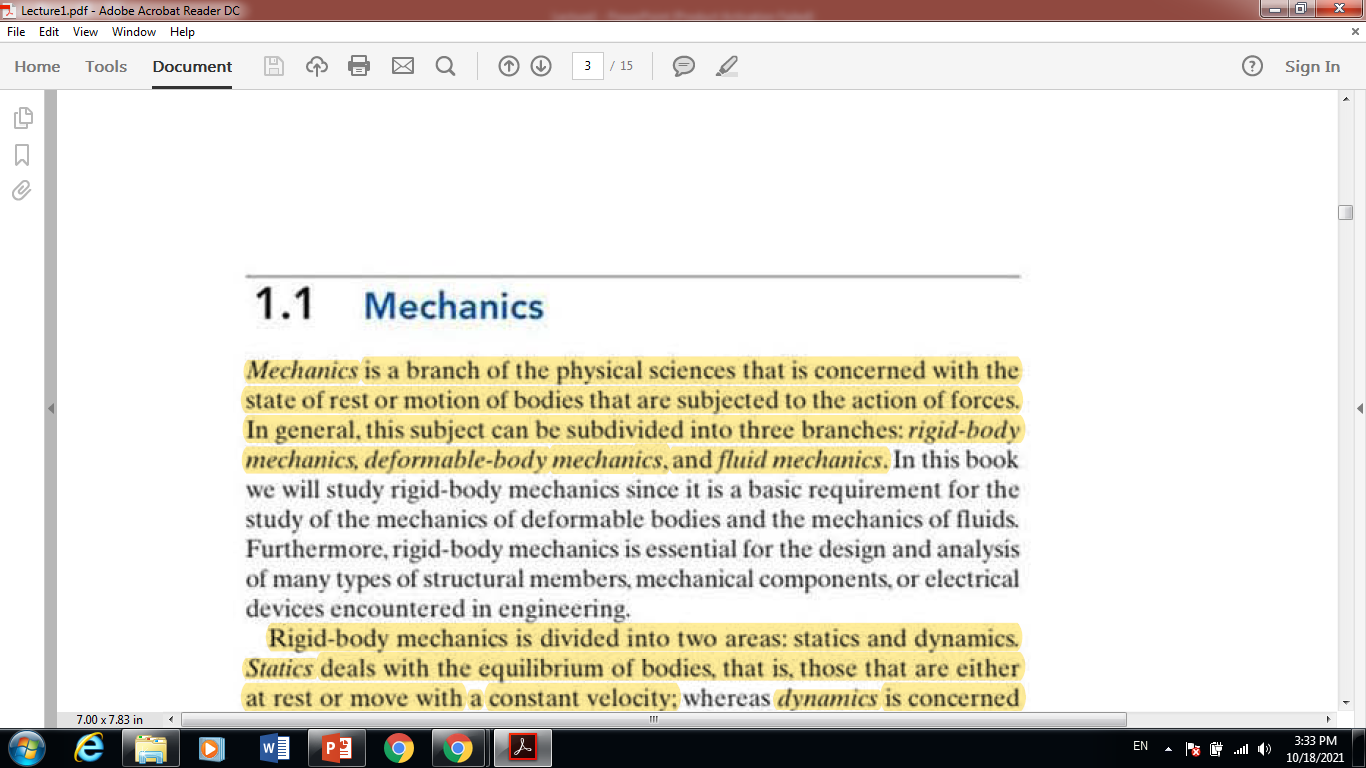 Lecture1.pdf - Adobe Acrobat Reader DC
File Edit View Window Help
Home Tools Document 3 / 15 Sign In
1.1 Mechanics
Mechanics is a branch of the physical sciences that is concerned with the
state of rest or motion of bodies that are subjected to the action of forces.
In general, this subject can be subdivided into three branches: rigid-body
mechanics, deformable-body mechanics, and fluid mechanics. In this book
we will study rigid-body mechanics since it is a basic requirement for the
study of the mechanics of deformable bodies and the mechanics of fluids.
Furthermore, rigid-body mechanics is essential for the design and analysis
of many types of structural members, mechanical components, or electrical
devices encountered in engineering.
Rigid-body mechanics is divided into two areas: statics and dynamics.
Statics deals with the equilibrium of bodies, that is, those that are either
at rest or move with a constant velocity; whereas dynamics is concerned
7.00 x 7.83 in
EN 3:33 PM
10/18/2021